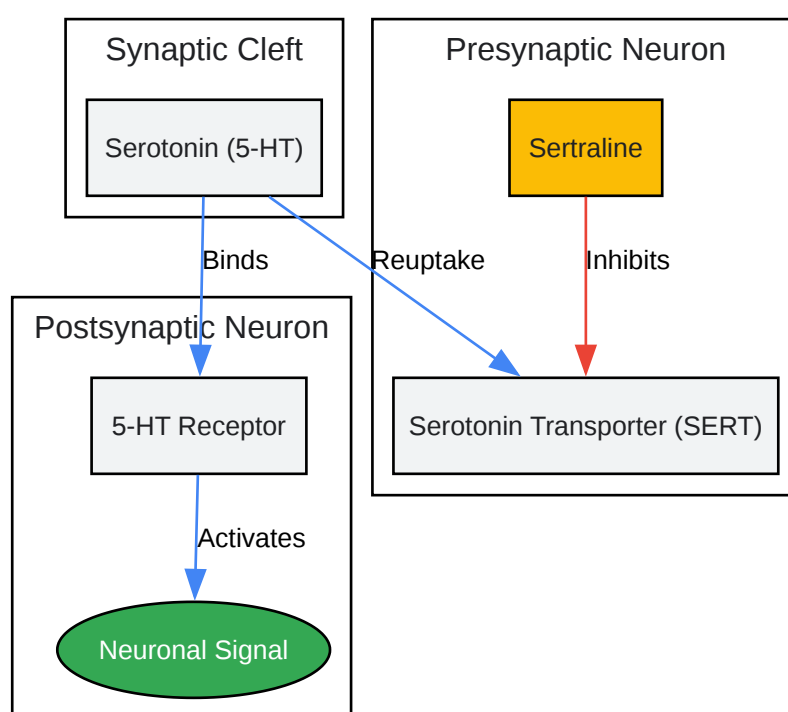 Synaptic Cleft
Presynaptic Neuron
Serotonin (5-HT)
Sertraline
Binds
Reuptake
Inhibits
Postsynaptic Neuron
5-HT Receptor
Serotonin Transporter (SERT)
Activates
Neuronal Signal